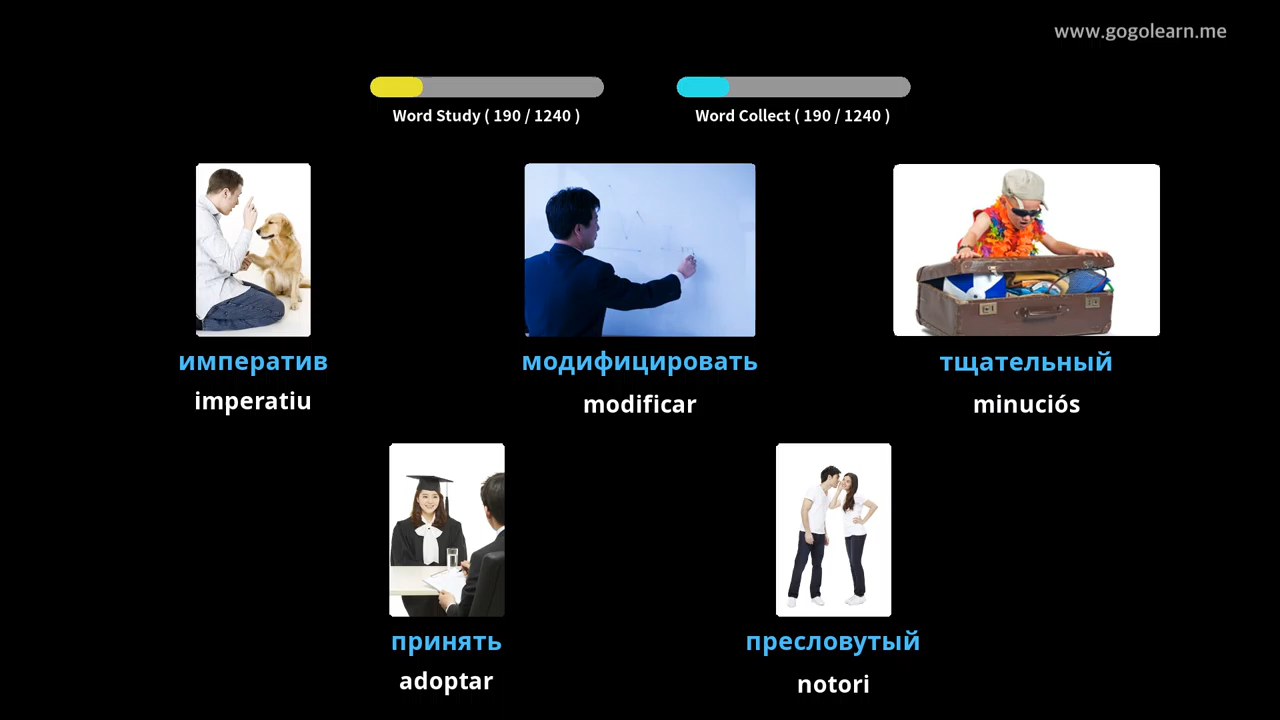 www.gogolearn.me
Word Study ( 190 / 1240 )
Word Collect ( 190 / 1240 )
императив
imperatiu
модифицировать
modificar
тщательный
minuciós
принять
adoptar
пресловутый
notori